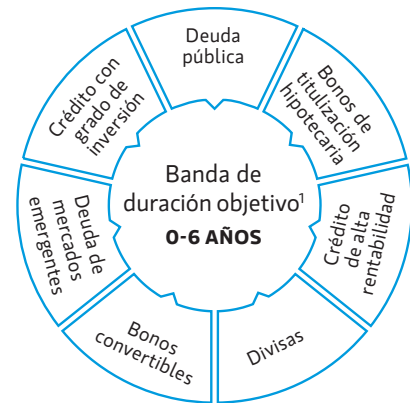 Deuda
pública
Bonos de
titulización
hipotecaria
Crédito
de alta
rentabilidad
Divisas
Bonos
convertibles
Deuda de
mercados
emergentes
Crédito con
grado de
inversión
Banda de
duración objetivo¹
0-6 AÑOS